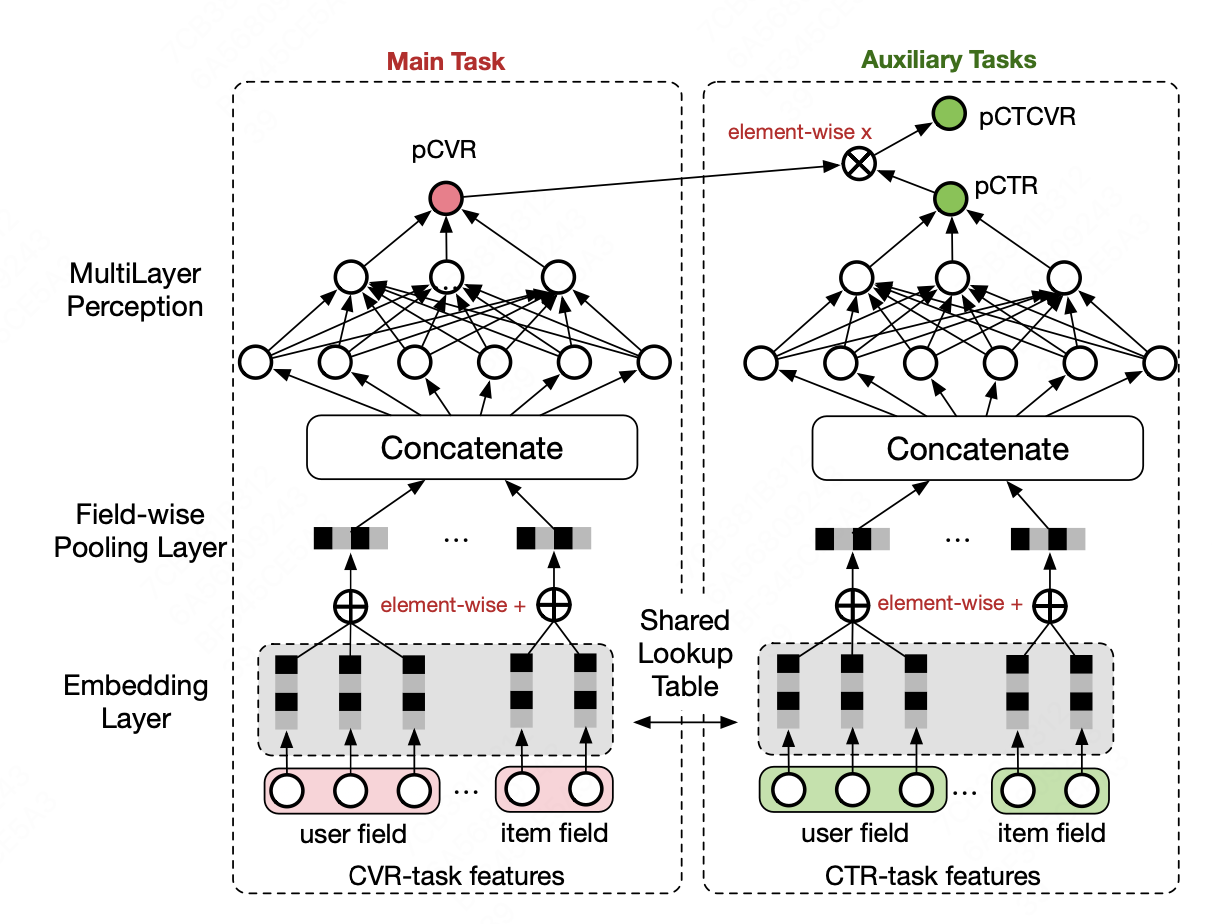 Main Task
Auxiliary Tasks
element-wise x
pCTCVR
pCVR
pCTR
MultiLayer
Perception
Concatenate
Concatenate
Field-wise
Pooling Layer
...
...
element-wise +
element-wise +
Shared
Lookup
Table
Embedding
Layer
...
...
user field
item field
user field
item field
CVR-task features
CTR-task features